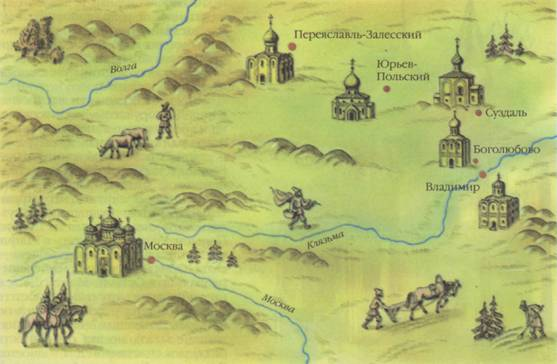 Переяславль-Залесский
Волга
Юрьев-
Польский
Суздаль
Боголюбово
Владимир
Клязьма
Москва
Москва